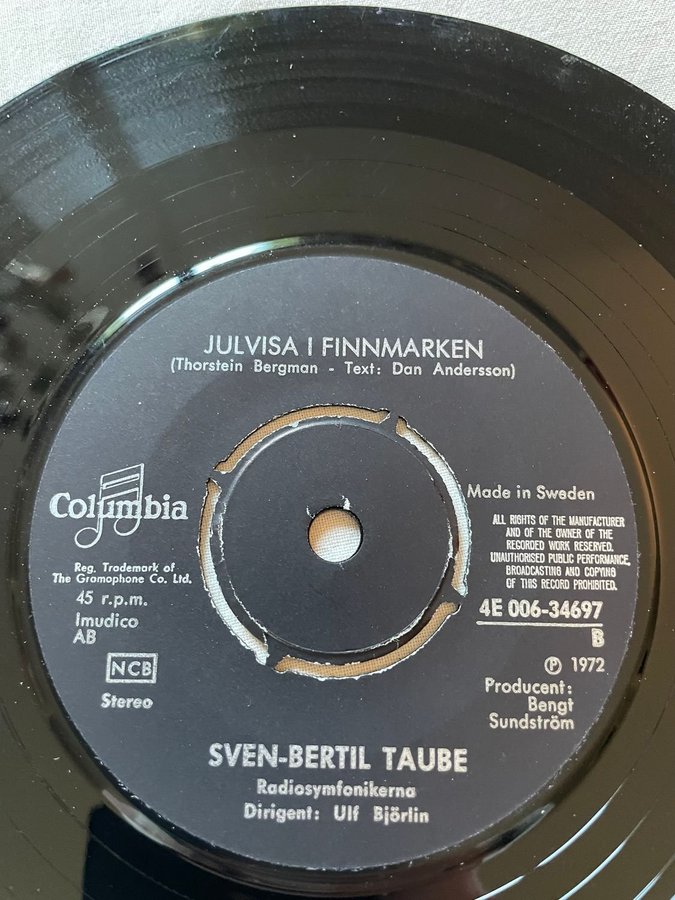 JULVISA I FINNMARKEN
(Thorstein Bergman - Text: Dan Andersson)
Columbia
Reg. Trademark of
The Gramophone Co. Ltd.
45 r.p.m.
Imudico
AB
NCB
Stereo
Made in Sweden
ALL RIGHTS OF THE MANUFACTURER
AND OF THE OWNER OF THE
RECORDED WORK RESERVED.
UNAUTHORISED PUBLIC PERFORMANCE,
BROADCASTING AND COPYING
OF THIS RECORD PROHIBITED.
4E 006-34697
B
Ⓟ 1972
Producent:
Bengt
Sundström
SVEN-BERTIL TAUBE
Radiosymfonikerna
Dirigent: Ulf Björlin